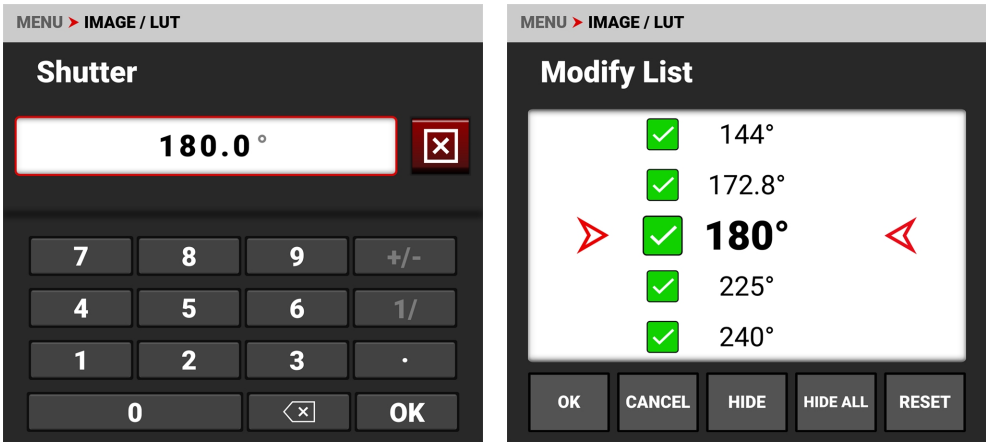 MENU > IMAGE / LUT
Shutter
180.0°
7 8 9 +/-
4 5 6 1/
1 2 3 .
0 OK
MENU > IMAGE / LUT
Modify List
144°
172.8°
180°
225°
240°
OK CANCEL HIDE HIDE ALL RESET